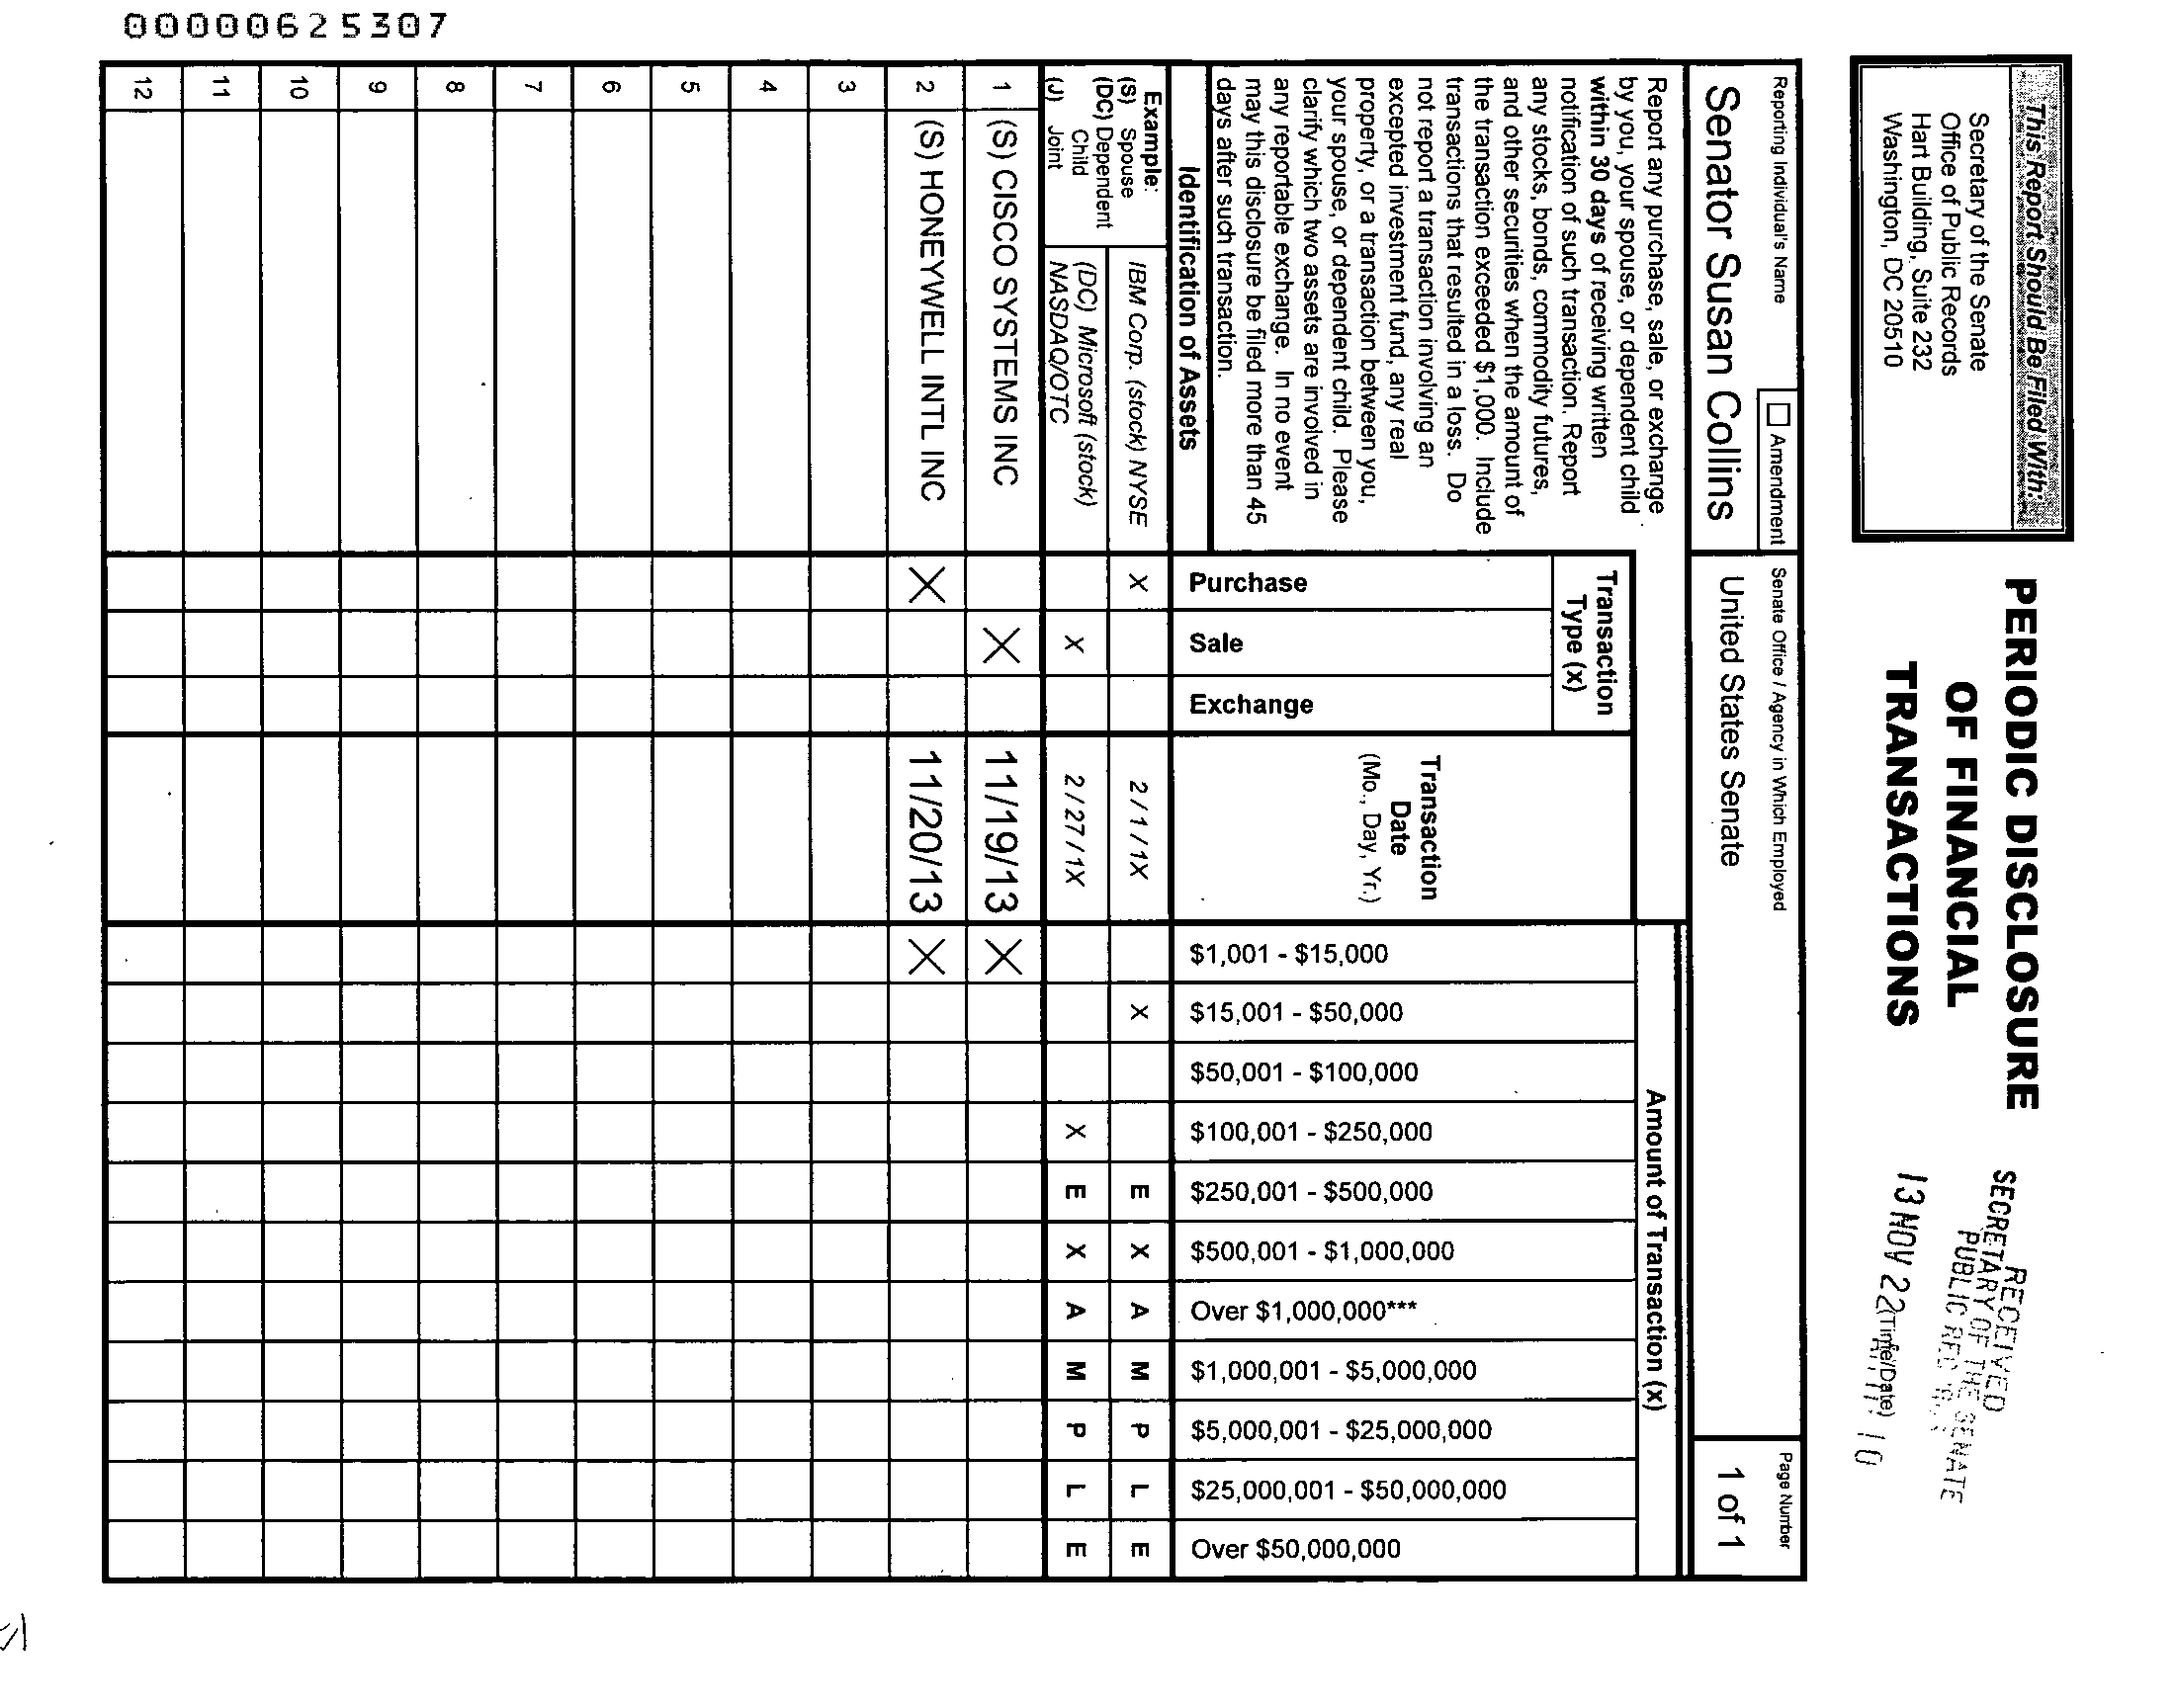 00000625307
This Report Should Be Filed With:
Secretary of the Senate
Office of Public Records
Hart Building, Suite 232
Washington, DC 20510
PERIODIC DISCLOSURE
OF FINANCIAL
TRANSACTIONS
RECEIVED
SECRETARY OF THE SENATE
PUBLIC
13 NOV 22
(Time/Date)
10
Reporting Individual's Name
Amendment
Senate Office / Agency in Which Employed
Page Number
Senator Susan Collins
United States Senate
1 of 1
Report any purchase, sale, or exchange
by you, your spouse, or dependent child
within 30 days of receiving written
notification of such transaction. Report
any stocks, bonds, commodity futures,
and other securities when the amount of
the transaction exceeded $1,000. Include
transactions that resulted in a loss. Do
not report a transaction involving an
excepted investment fund, any real
property, or a transaction between you,
your spouse, or dependent child. Please
clarify which two assets are involved in
any reportable exchange. In no event
may this disclosure be filed more than 45
days after such transaction.
Identification of Assets
Transaction
Type (x)
Purchase
Sale
Exchange
Transaction
Date
(Mo., Day, Yr.)
Amount of Transaction (x)
$1,001 - $15,000
$15,001 - $50,000
$50,001 - $100,000
$100,001 - $250,000
$250,001 - $500,000
$500,001 - $1,000,000
Over $1,000,000***
$1,000,001 - $5,000,000
$5,000,001 - $25,000,000
$25,000,001 - $50,000,000
Over $50,000,000
Example:
(S) Spouse
(DC) Dependent
Child
(J) Joint
IBM Corp. (stock) NYSE X 2 / 1 / 1X X E X A M P L E
(DC) Microsoft (stock)
NASDAQ/OTC X 2 / 27 / 1X X E X A M P L E
1 (S) CISCO SYSTEMS INC X 11/19/13 X
2 (S) HONEYWELL INTL INC X 11/20/13 X
3
4
5
6
7
8
9
10
11
12